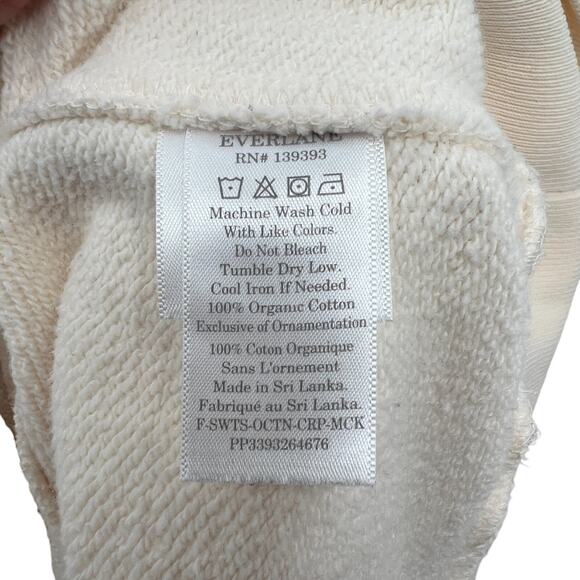 EVERLANE
RN# 139393
Machine Wash Cold
With Like Colors.
Do Not Bleach
Tumble Dry Low.
Cool Iron If Needed.
100% Organic Cotton
Exclusive of Ornamentation
100% Coton Organique
Sans L'ornement
Made in Sri Lanka.
Fabriqué au Sri Lanka.
F-SWTS-OCTN-CRP-MCK
PP3393264676